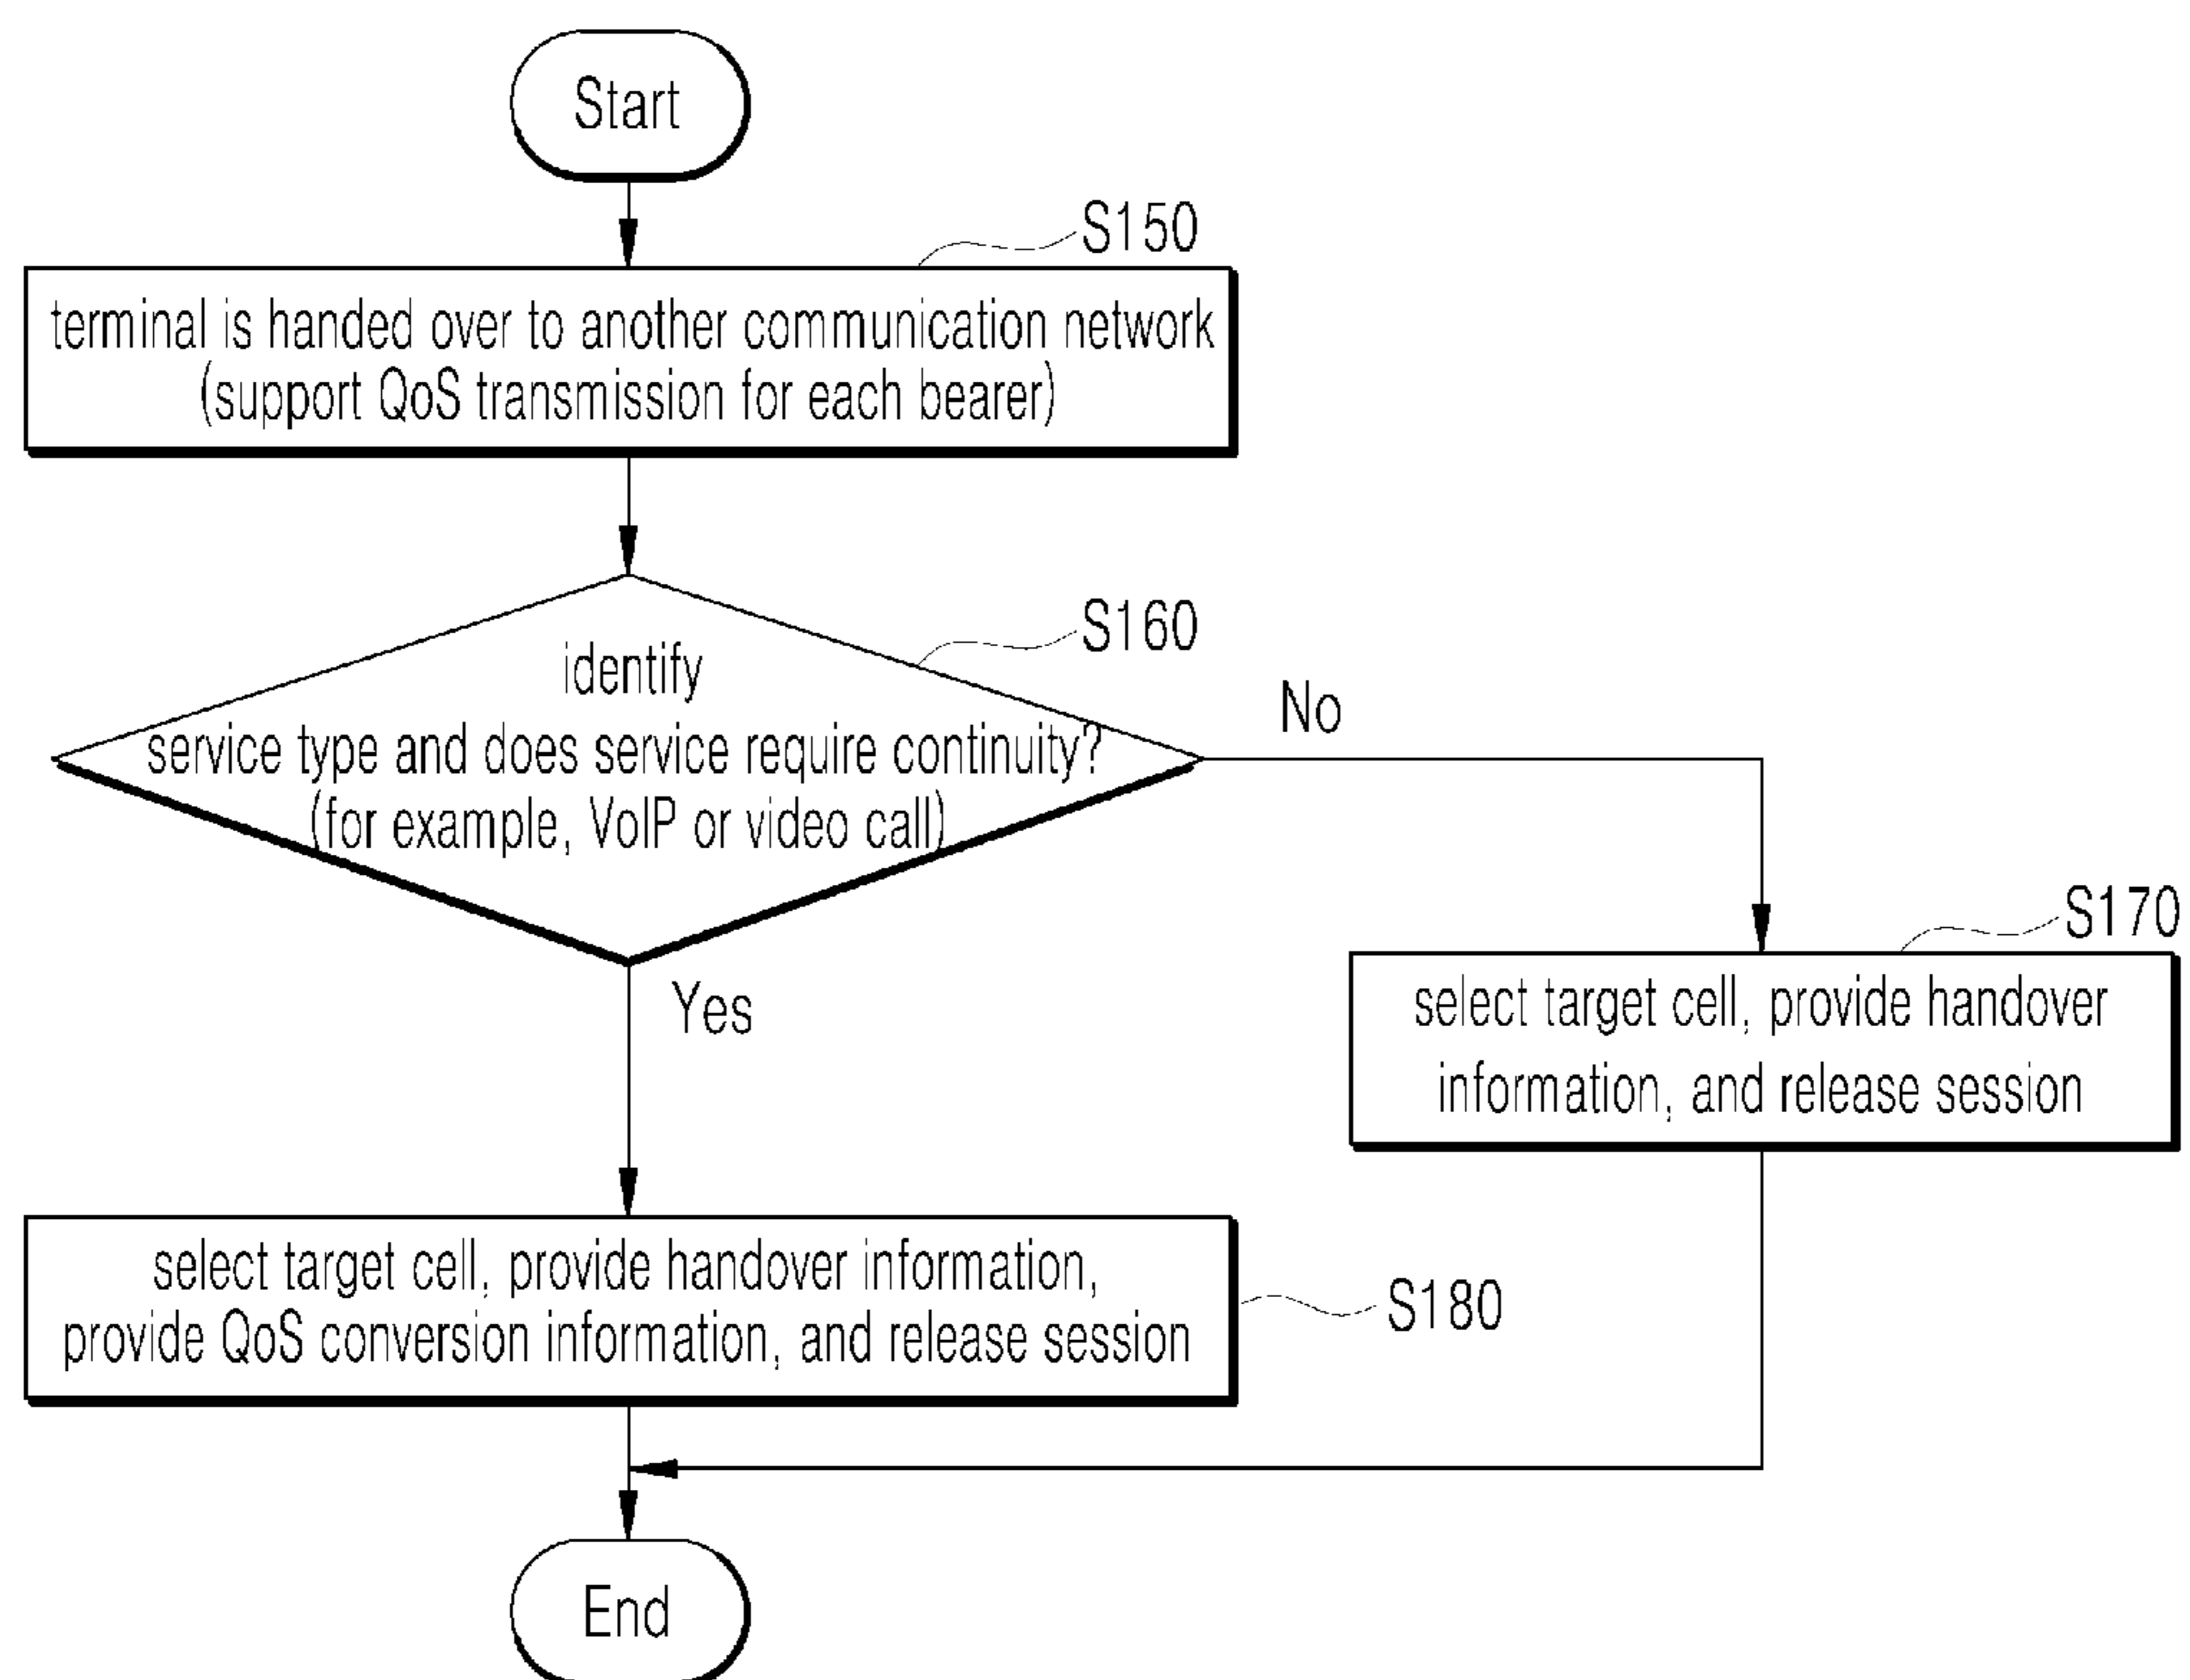 Start
S150
terminal is handed over to another communication network
(support QoS transmission for each bearer)
S160
identify
service type and does service require continuity?
(for example, VoIP or video call)
No
Yes
S170
select target cell, provide handover
information, and release session
select target cell, provide handover information,
provide QoS conversion information, and release session
S180
End